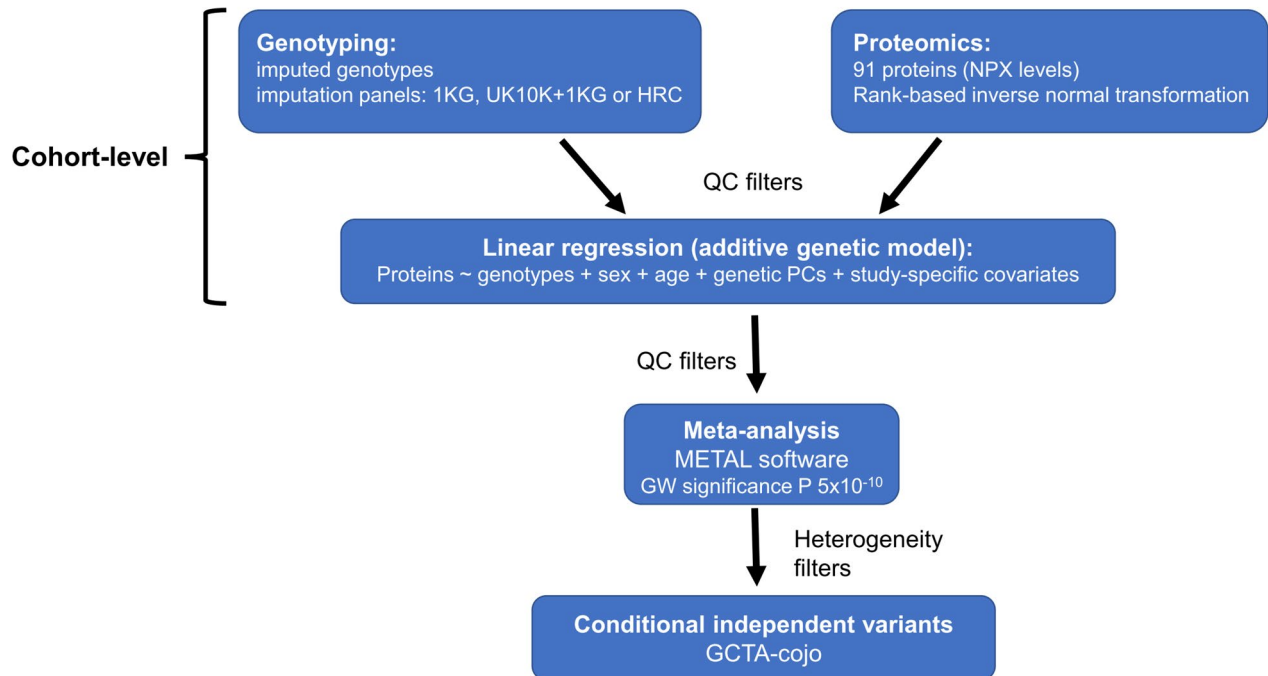 Genotyping:
imputed genotypes
imputation panels: 1KG, UK10K+1KG or HRC
Proteomics:
91 proteins (NPX levels)
Rank-based inverse normal transformation
Cohort-level
QC filters
Linear regression (additive genetic model):
Proteins ~ genotypes + sex + age + genetic PCs + study-specific covariates
QC filters
Meta-analysis
METAL software
GW significance P 5x10⁻¹⁰
Heterogeneity
filters
Conditional independent variants
GCTA-cojo